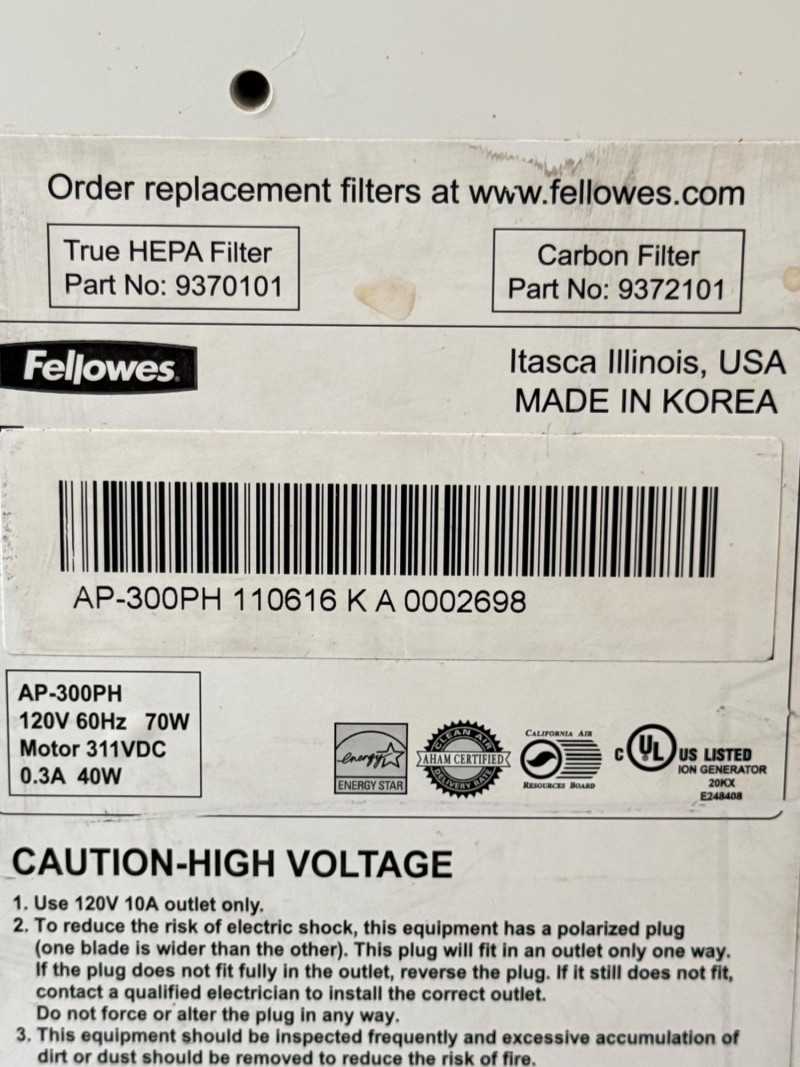 Order replacement filters at www.fellowes.com
True HEPA Filter
Part No: 9370101
Carbon Filter
Part No: 9372101
Fellowes®
Itasca Illinois, USA
MADE IN KOREA
AP-300PH 110616 K A 0002698
AP-300PH
120V 60Hz 70W
Motor 311VDC
0.3A 40W
energy
ENERGY STAR
CLEAN AIR
AHAM CERTIFIED
DELIVERY RATE
CALIFORNIA AIR
RESOURCES BOARD
C UL US LISTED
ION GENERATOR
20KX
E248408
CAUTION-HIGH VOLTAGE
1. Use 120V 10A outlet only.
2. To reduce the risk of electric shock, this equipment has a polarized plug
(one blade is wider than the other). This plug will fit in an outlet only one way.
If the plug does not fit fully in the outlet, reverse the plug. If it still does not fit,
contact a qualified electrician to install the correct outlet.
Do not force or alter the plug in any way.
3. This equipment should be inspected frequently and excessive accumulation of
dirt or dust should be removed to reduce the risk of fire.